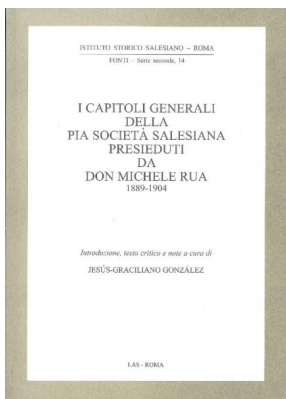 ISTITUTO STORICO SALESIANO – ROMA
FONTI – Serie seconda, 14
I CAPITOLI GENERALI
DELLA
PIA SOCIETÀ SALESIANA
PRESIEDUTI
DA
DON MICHELE RUA
1889-1904
Introduzione, testo critico e note a cura di
JESÚS-GRACILIANO GONZÁLEZ
LAS - ROMA